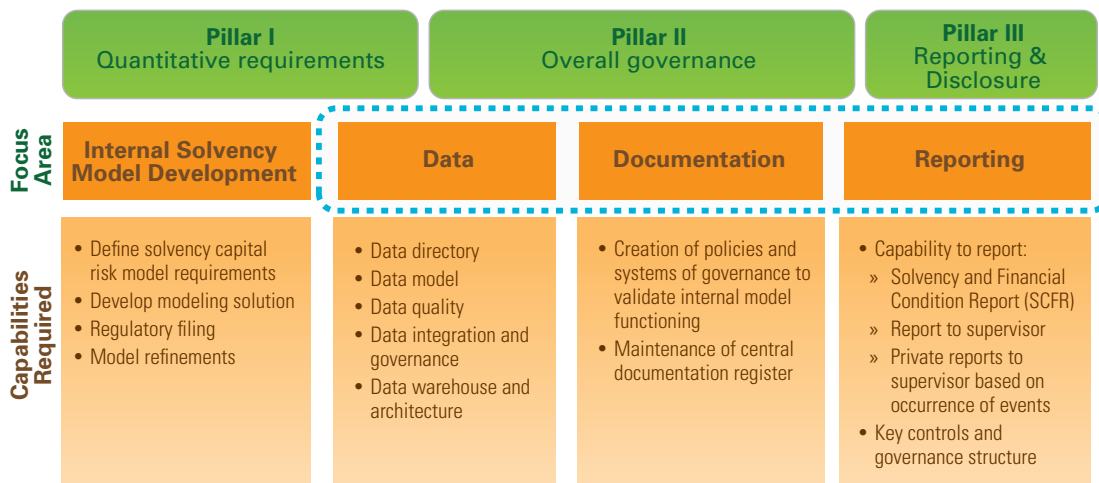 Pillar I
Quantitative requirements
Pillar II
Overall governance
Pillar III
Reporting &
Disclosure
Focus
Area
Internal Solvency
Model Development
Data
Documentation
Reporting
Capabilities
Required
• Define solvency capital
risk model requirements
• Develop modeling solution
• Regulatory filing
• Model refinements
• Data directory
• Data model
• Data quality
• Data integration and
governance
• Data warehouse and
architecture
• Creation of policies and
systems of governance to
validate internal model
functioning
• Maintenance of central
documentation register
• Capability to report:
» Solvency and Financial
Condition Report (SCFR)
» Report to supervisor
» Private reports to
supervisor based on
occurrence of events
• Key controls and
governance structure